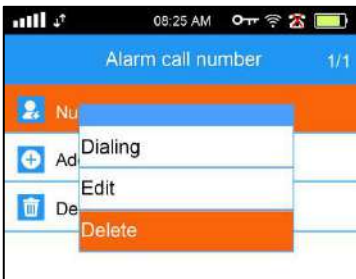 08:25 AM
Alarm call number 1/1
Nu
Dialing
Ad
Edit
De
Delete